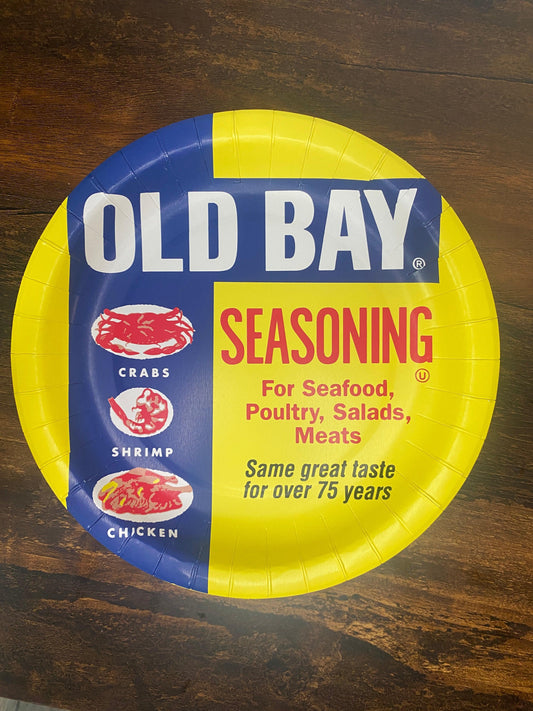 OLD BAY®
SEASONING
Ⓤ
For Seafood,
Poultry, Salads,
Meats
Same great taste
for over 75 years
CRABS
SHRIMP
CHICKEN